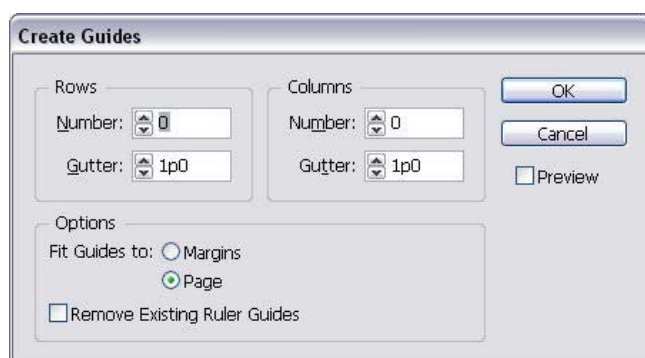 Create Guides
Rows
Number: 0
Gutter: 1p0
Columns
Number: 0
Gutter: 1p0
OK
Cancel
Preview
Options
Fit Guides to: Margins
Page
Remove Existing Ruler Guides